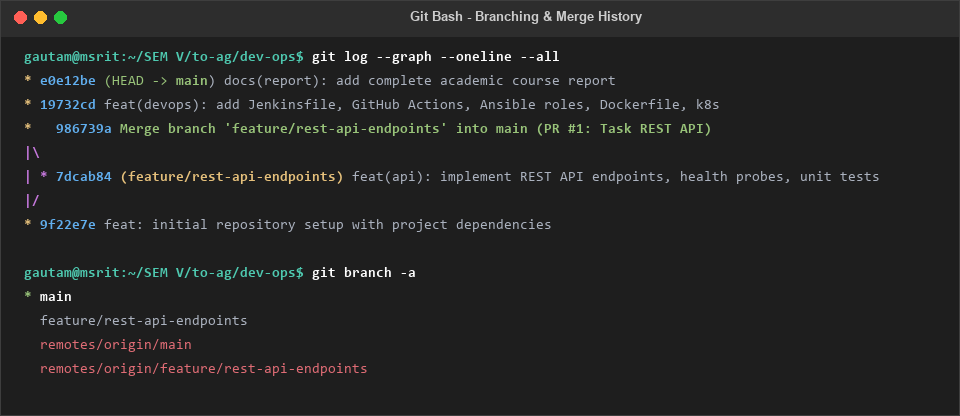 Git Bash - Branching & Merge History
gautam@msrit:~/SEM V/to-ag/dev-ops$ git log --graph --oneline --all
* e0e12be (HEAD -> main) docs(report): add complete academic course report
* 19732cd feat(devops): add Jenkinsfile, GitHub Actions, Ansible roles, Dockerfile, k8s
*   986739a Merge branch 'feature/rest-api-endpoints' into main (PR #1: Task REST API)
|\
| * 7dcab84 (feature/rest-api-endpoints) feat(api): implement REST API endpoints, health probes, unit tests
|/
* 9f22e7e feat: initial repository setup with project dependencies
gautam@msrit:~/SEM V/to-ag/dev-ops$ git branch -a
* main
  feature/rest-api-endpoints
  remotes/origin/main
  remotes/origin/feature/rest-api-endpoints